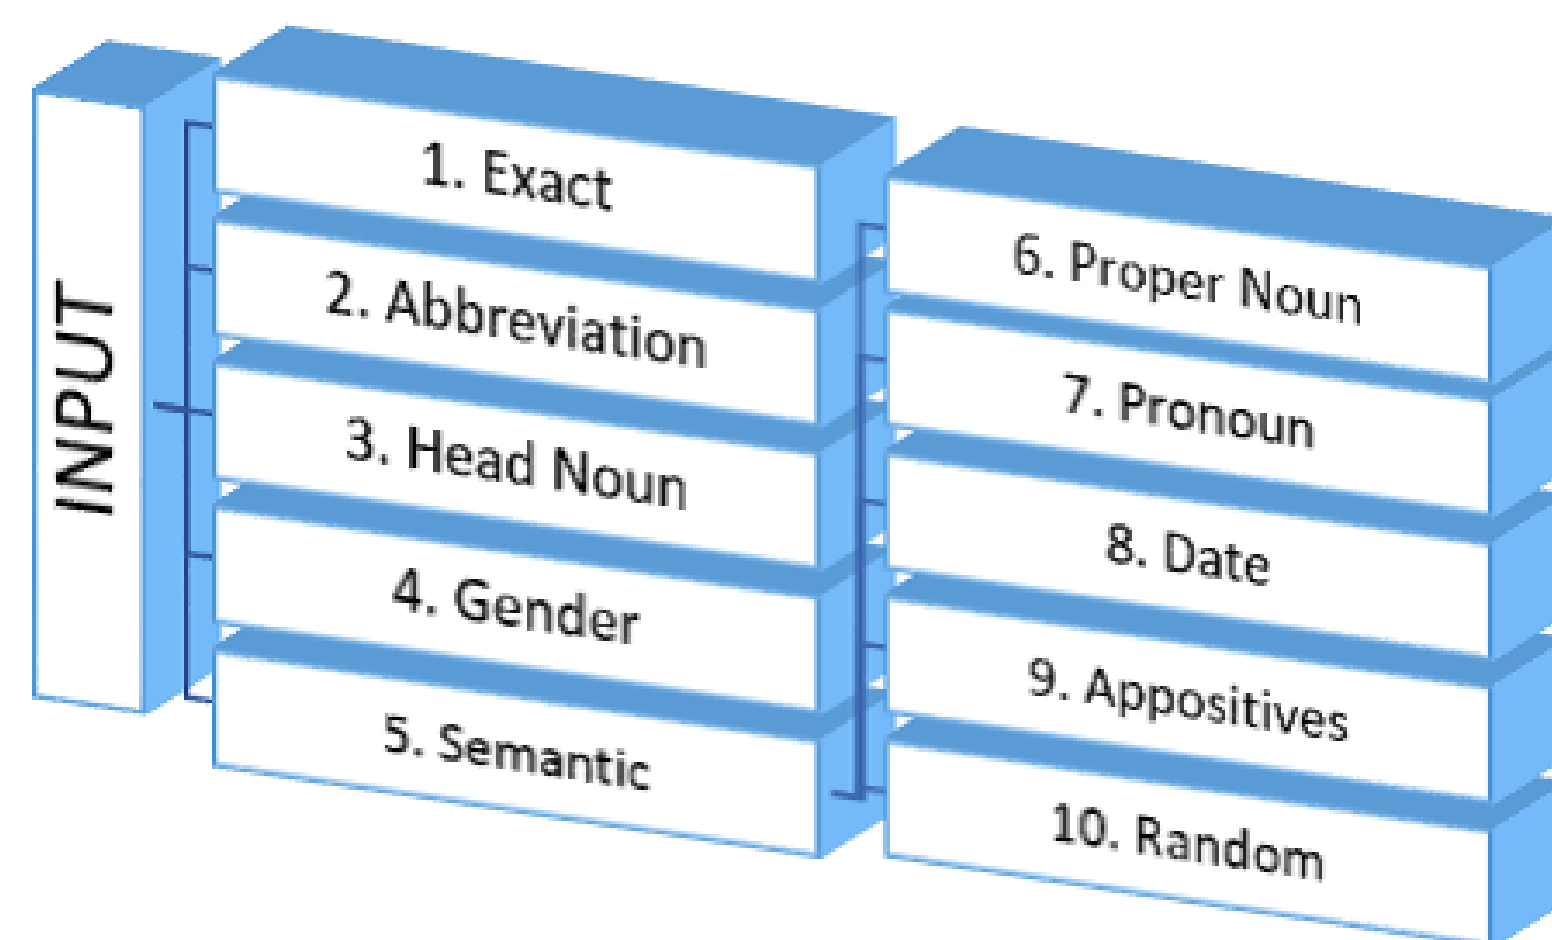 INPUT
1. Exact
2. Abbreviation
3. Head Noun
4. Gender
5. Semantic
6. Proper Noun
7. Pronoun
8. Date
9. Appositives
10. Random